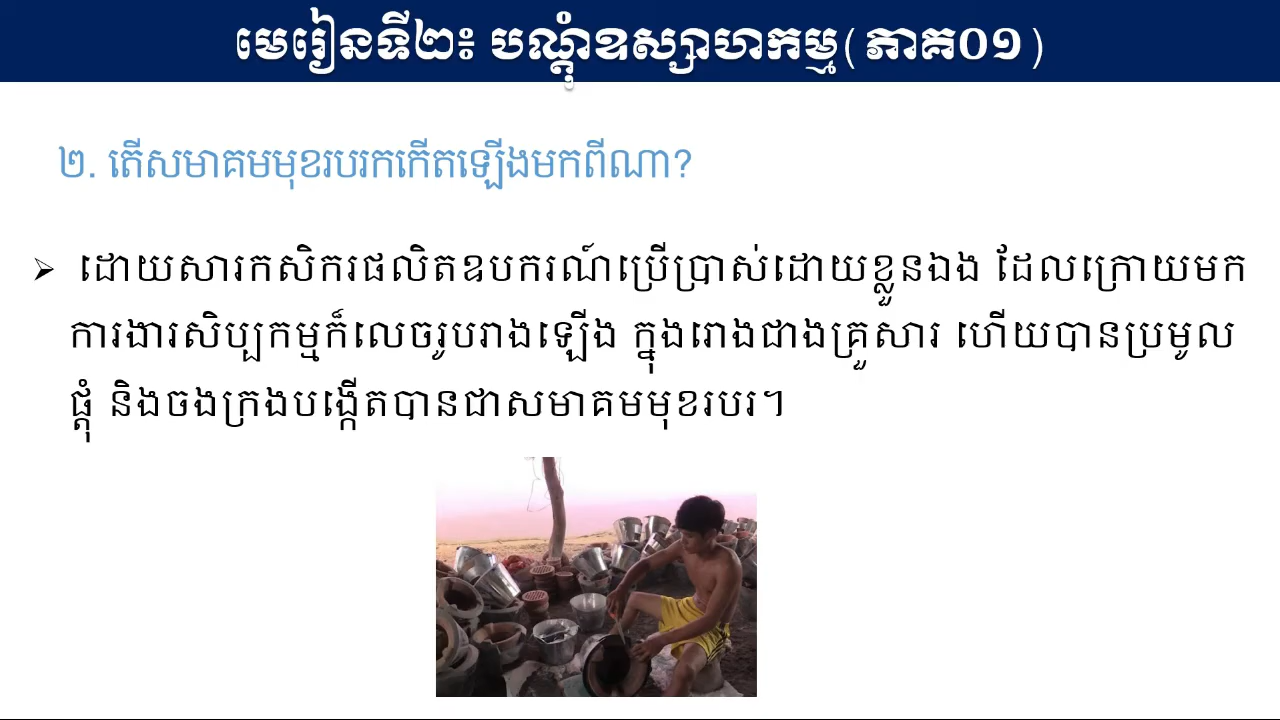 មេរៀនទី២៖ បណ្ដុំឧស្សាហកម្ម(ភាគ០១)
២. តើសមាគមមុខរបរកកើតឡើងមកពីណា?
➢ ដោយសារកសិករផលិតឧបករណ៍ប្រើប្រាស់ដោយខ្លួនឯង ដែលក្រោយមក
ការងារសិប្បកម្មក៏លេចរូបរាងឡើង ក្នុងរោងជាងគ្រួសារ ហើយបានប្រមូល
ផ្ដុំ និងចងក្រងបង្កើតបានជាសមាគមមុខរបរ។